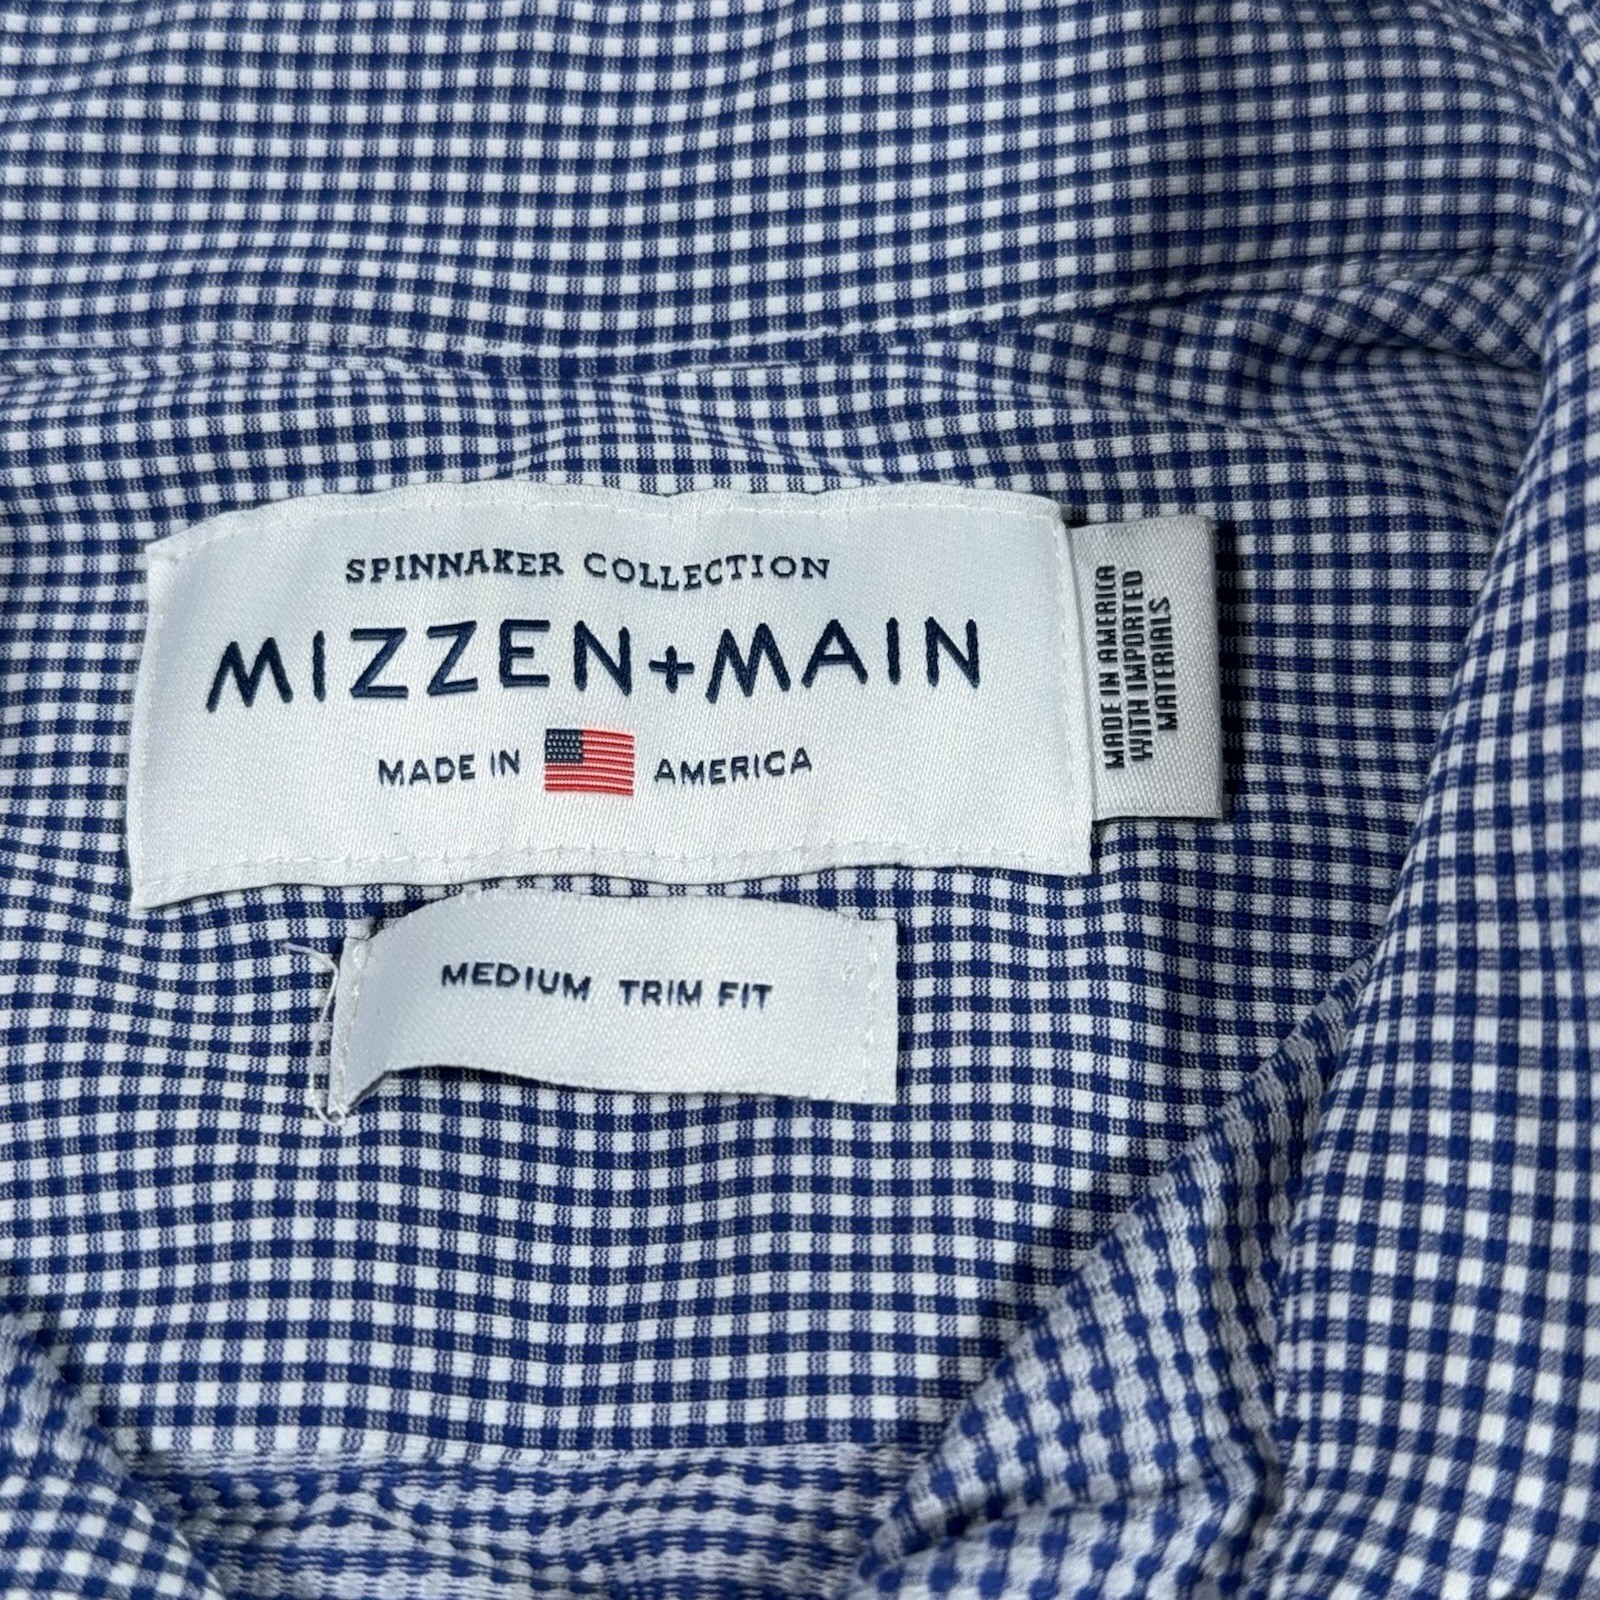 SPINNAKER COLLECTION
MIZZEN+MAIN
MADE IN AMERICA
MEDIUM TRIM FIT
MADE IN AMERICA
WITH IMPORTED
MATERIALS